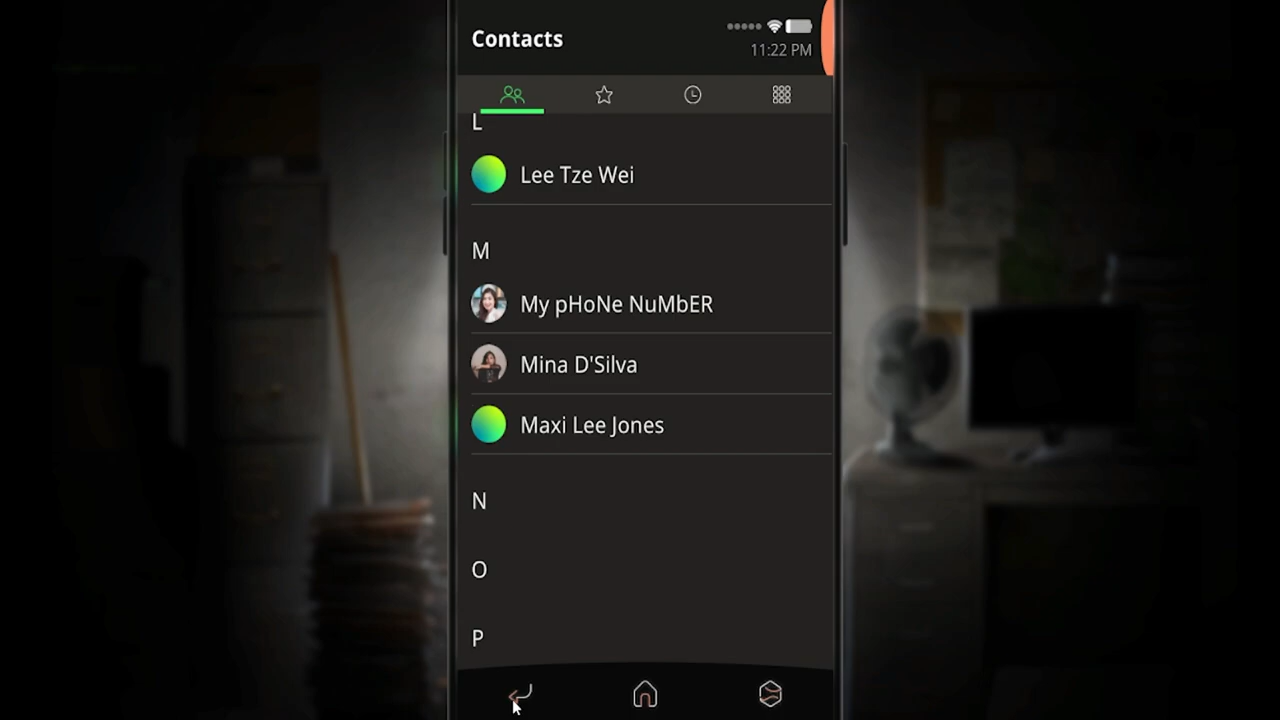 Contacts
11:22 PM
L
Lee Tze Wei
M
My pHoNe NuMbER
Mina D'Silva
Maxi Lee Jones
N
O
P